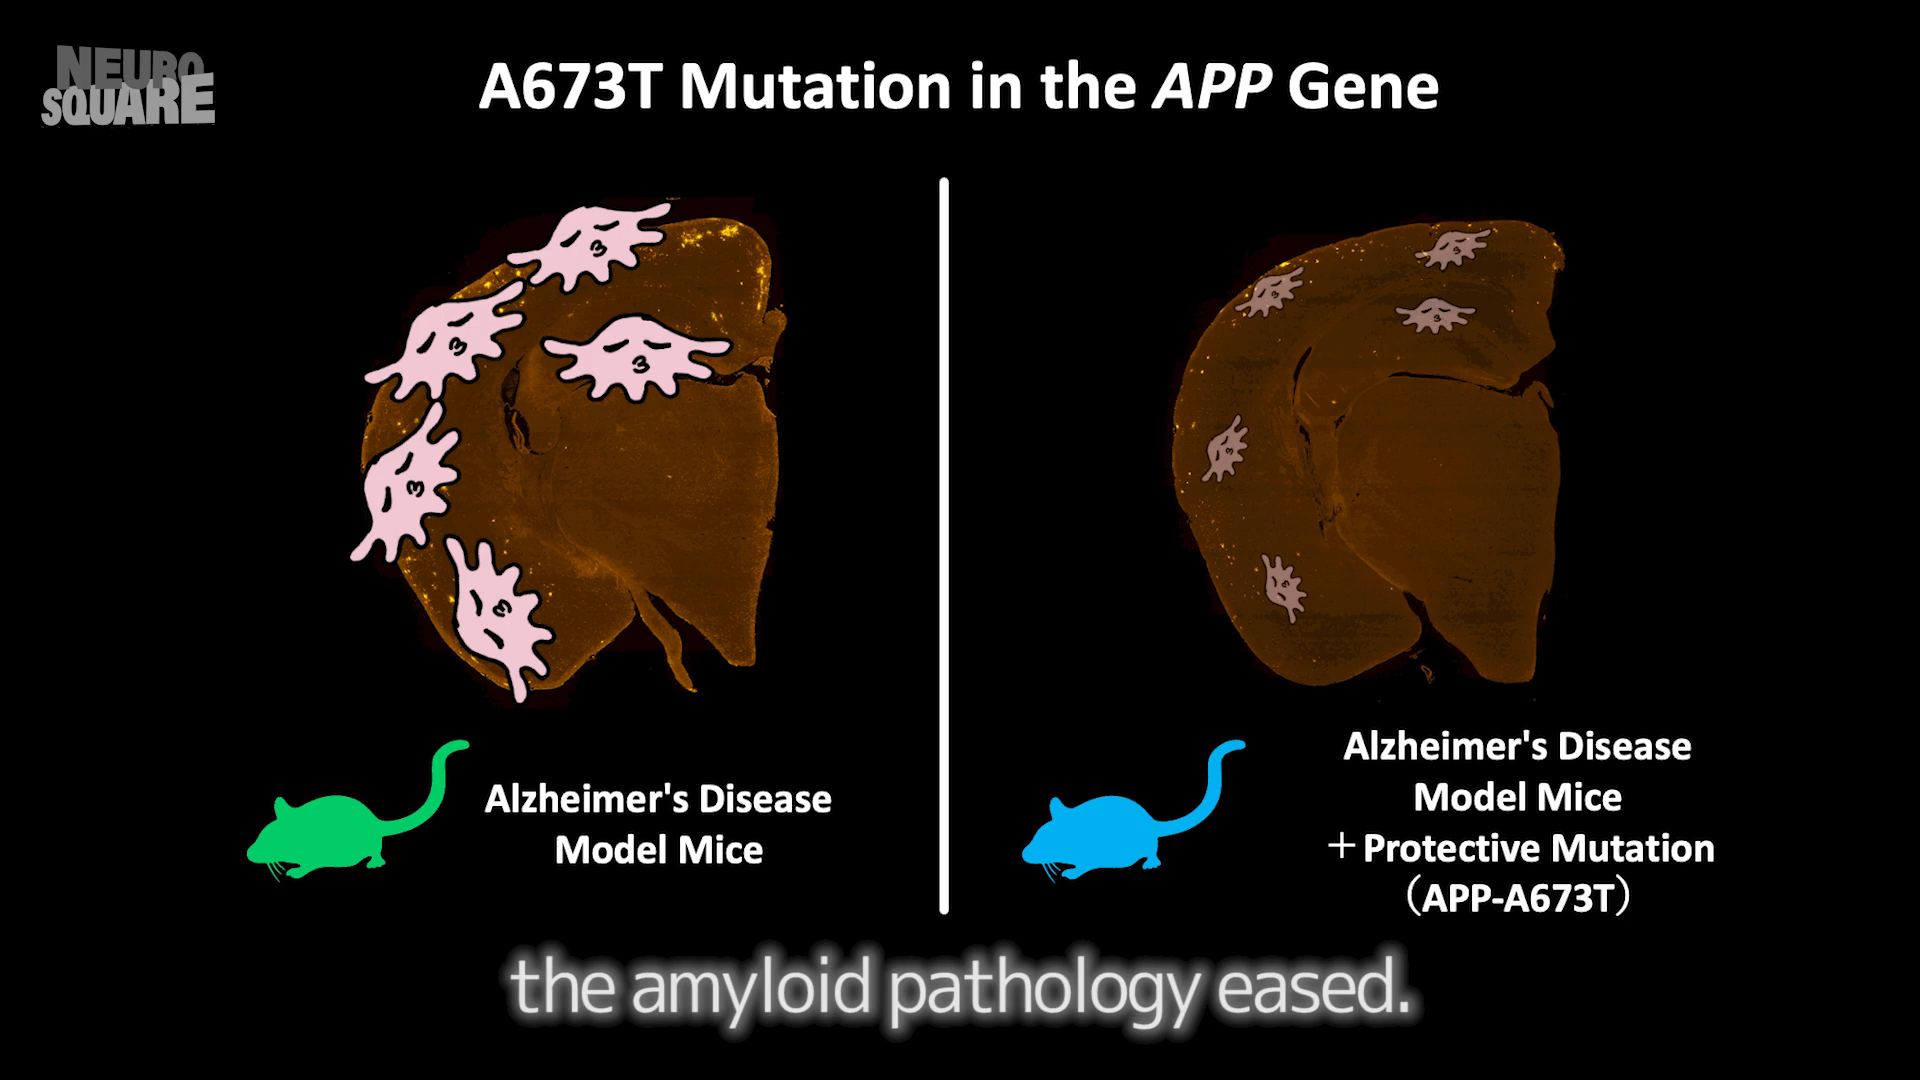 NEURO
SQUARE
A673T Mutation in the APP Gene
Alzheimer's Disease
Model Mice
Alzheimer's Disease
Model Mice
＋Protective Mutation
（APP-A673T）
the amyloid pathology eased.